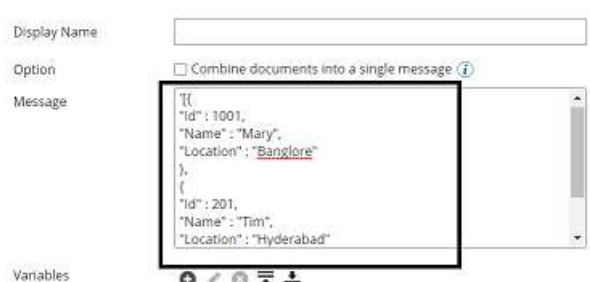 Display Name
Option
Combine documents into a single message
Message
'[{
"Id" : 1001,
"Name" : "Mary",
"Location" : "Banglore"
},
{
"Id" : 201,
"Name" : "Tim",
"Location" : "Hyderabad"
Variables